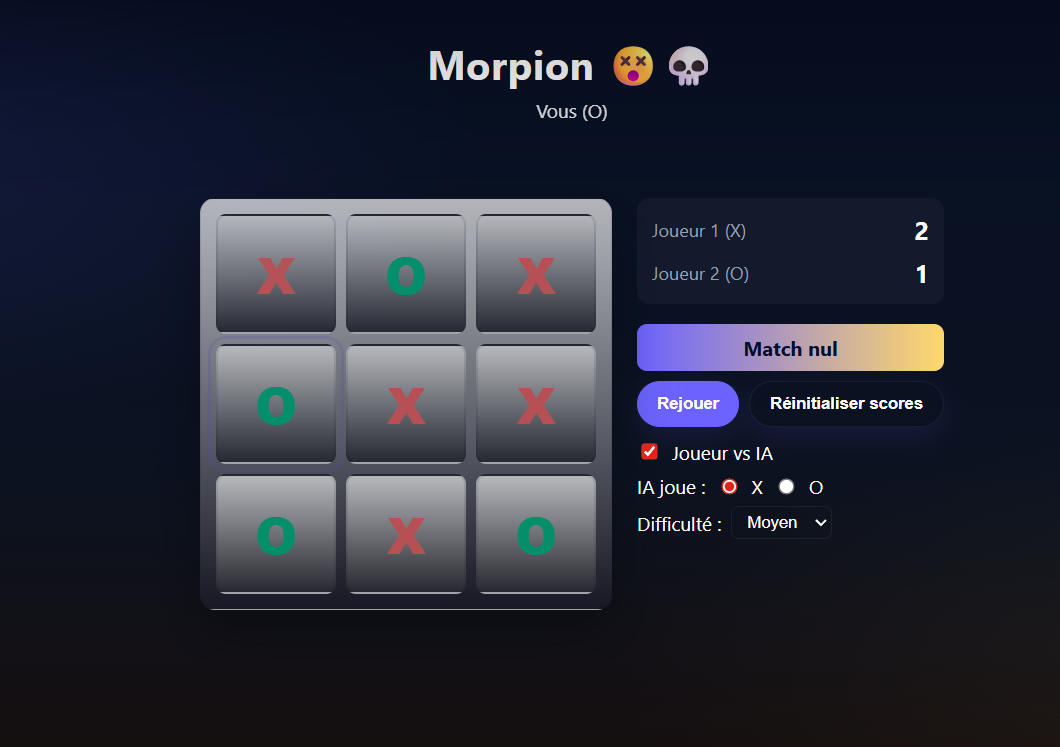 Morpion 😵 💀
Vous (O)
X O X
O X X
O X O
Joueur 1 (X) 2
Joueur 2 (O) 1
Match nul
Rejouer Réinitialiser scores
Joueur vs IA
IA joue : X O
Difficulté : Moyen